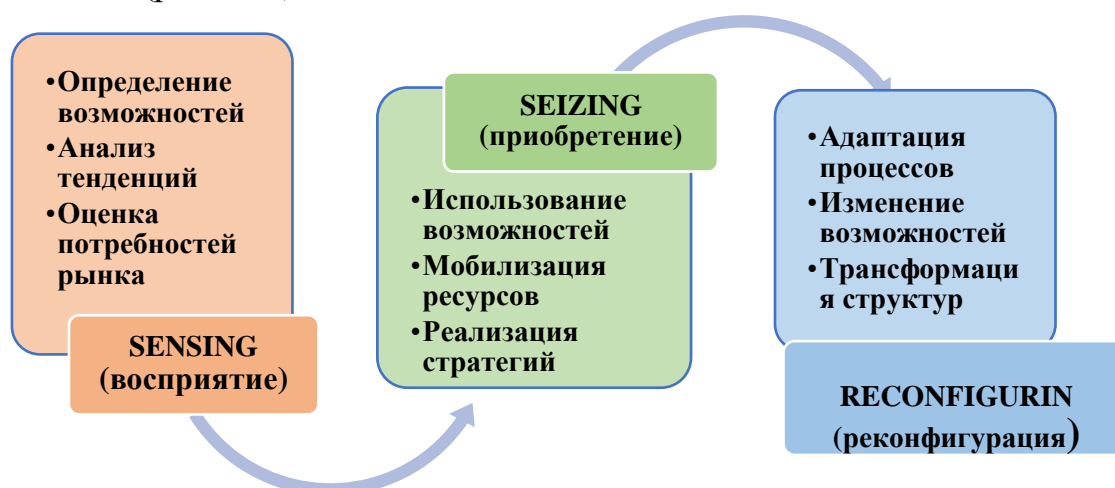 •Определение
возможностей
•Анализ
тенденций
•Оценка
потребностей
рынка
SENSING
(восприятие)
SEIZING
(приобретение)
•Использование
возможностей
•Мобилизация
ресурсов
•Реализация
стратегий
•Адаптация
процессов
•Изменение
возможностей
•Трансформаци
я структур
RECONFIGURIN
(реконфигурация)